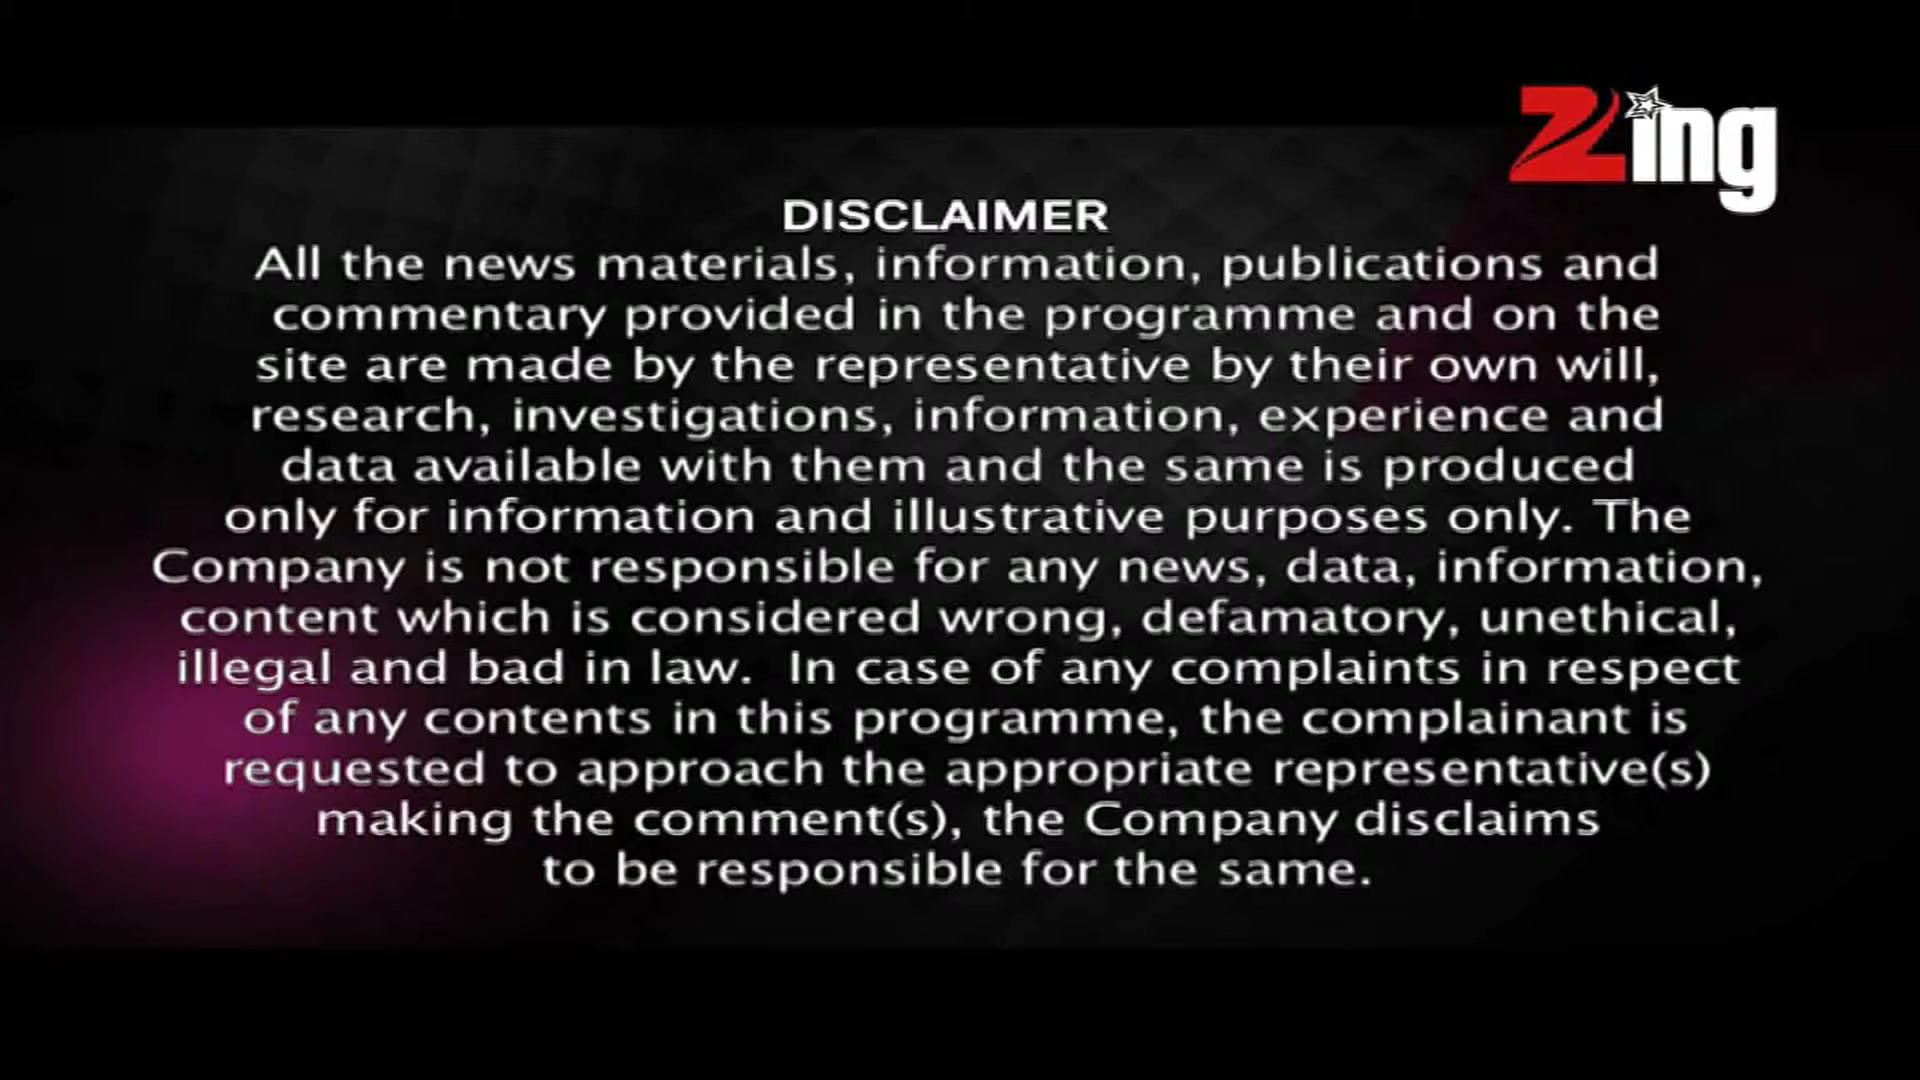 Zing
DISCLAIMER
All the news materials, information, publications and
commentary provided in the programme and on the
site are made by the representative by their own will,
research, investigations, information, experience and
data available with them and the same is produced
only for information and illustrative purposes only. The
Company is not responsible for any news, data, information,
content which is considered wrong, defamatory, unethical,
illegal and bad in law.  In case of any complaints in respect
of any contents in this programme, the complainant is
requested to approach the appropriate representative(s)
making the comment(s), the Company disclaims
to be responsible for the same.